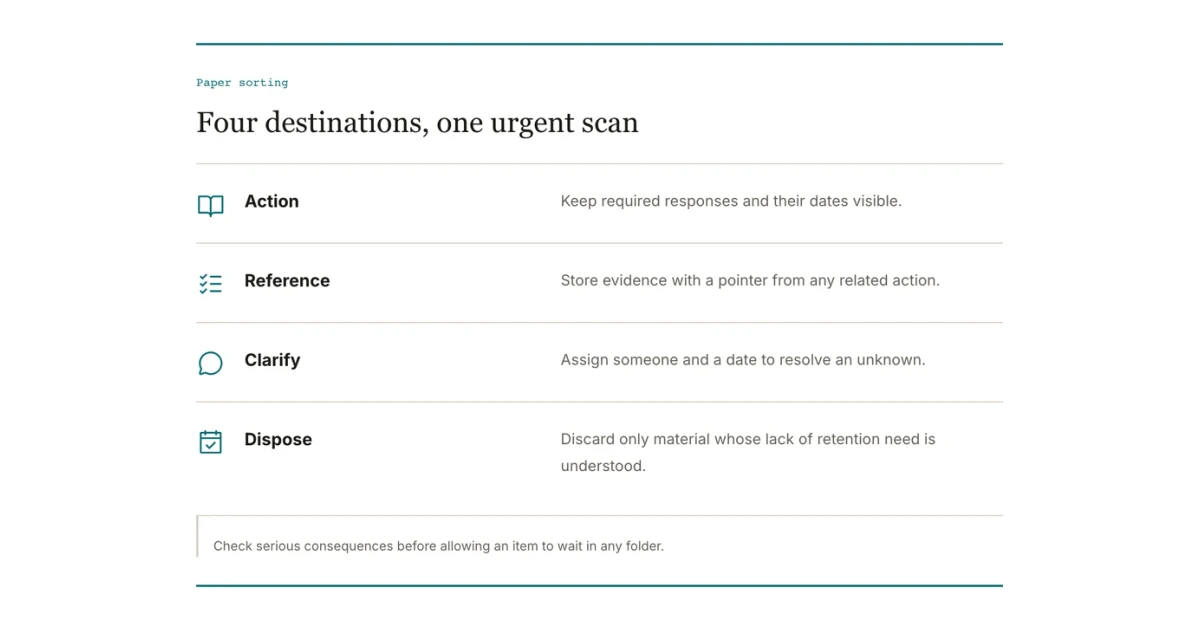 Paper sorting
Four destinations, one urgent scan
Action
Keep required responses and their dates visible.
Reference
Store evidence with a pointer from any related action.
Clarify
Assign someone and a date to resolve an unknown.
Dispose
Discard only material whose lack of retention need is
understood.
Check serious consequences before allowing an item to wait in any folder.